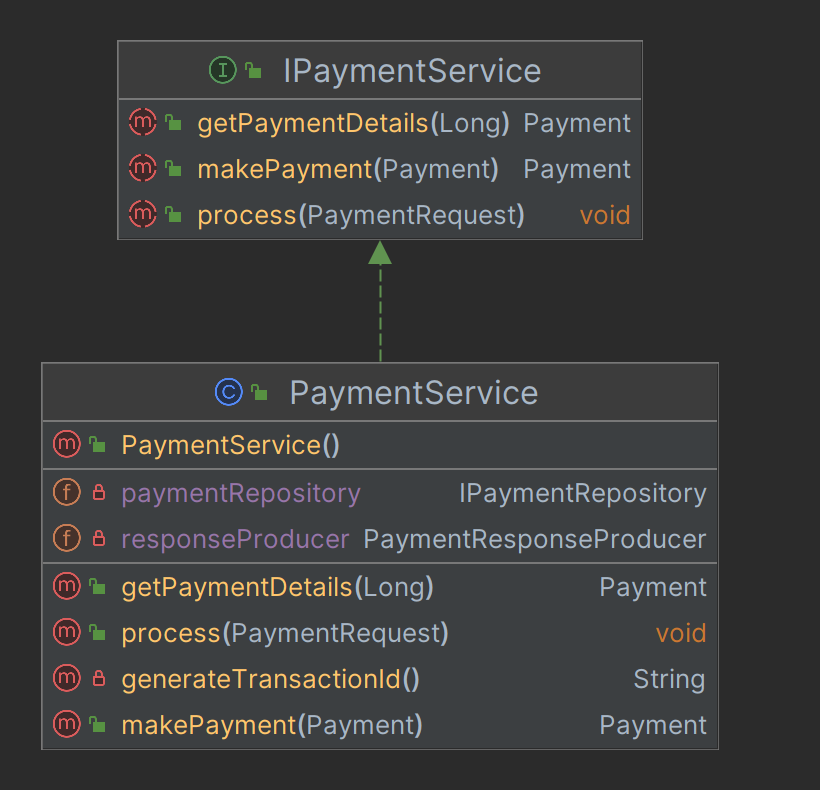 I IPaymentService
m getPaymentDetails(Long) Payment
m makePayment(Payment) Payment
m process(PaymentRequest) void
C PaymentService
m PaymentService()
f paymentRepository IPaymentRepository
f responseProducer PaymentResponseProducer
m getPaymentDetails(Long) Payment
m process(PaymentRequest) void
m generateTransactionId() String
m makePayment(Payment) Payment